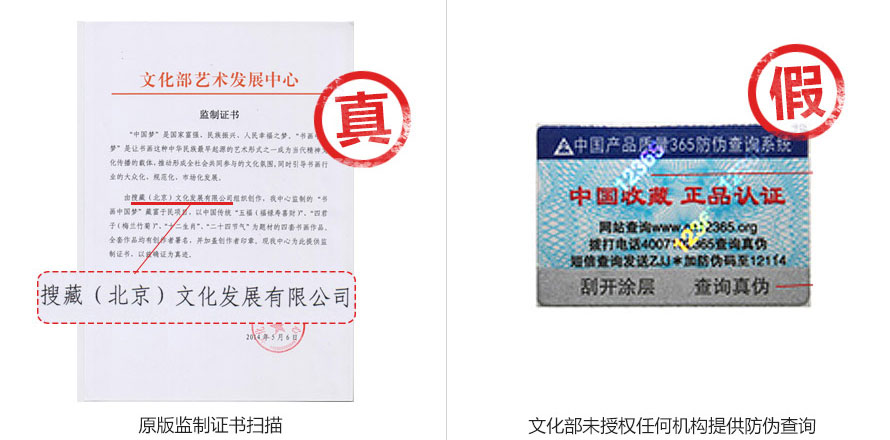 文化部艺术发展中心
真
监制证书
“中国梦”是国家富强、民族振兴、人民幸福之梦。“书画中
梦”是让书画这种中华民族最早起源的艺术形式之一成为当代精神
化传播的载体,推动形成全社会共同参与的文化氛围,同时引导书画行
业的大众化、规范化、市场化发展。
由搜藏(北京)文化发展有限公司组织创作,我中心监制的“书
画中国梦”藏富于民项目,以中国传统“五福(福禄寿喜财)”、“四君
子(梅兰竹菊)”、“十二生肖”、“二十四节气”为题材的四套书画作品,
全套作品均有创作者署名,并加盖创作者印章,现我中心为此提供监
制证书,以兹确证为真迹。
搜藏(北京)文化发展有限公司
2014年5月6日
原版监制证书扫描
假
中国产品质量365防伪查询系统
12365
中国收藏 正品认证
网站查询www. 12365.org
拨打电话40071 2365查询真伪
短信查询发送ZJJ*加防伪码至12114
刮开涂层 查询真伪
文化部未授权任何机构提供防伪查询